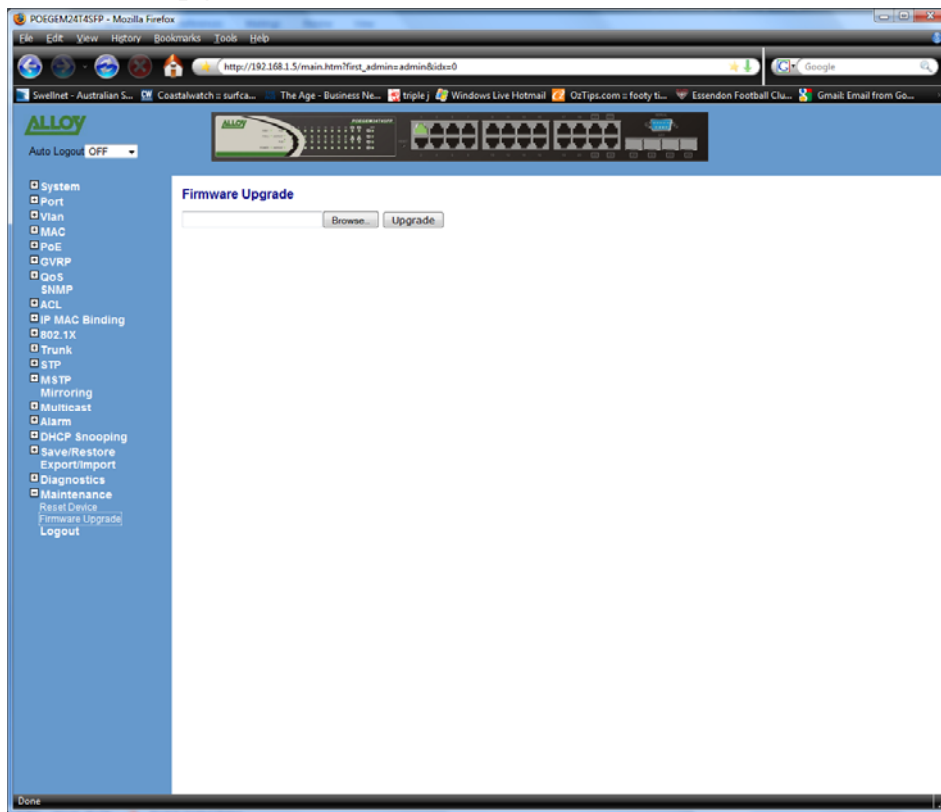 POEGEM24T4SFP - Mozilla Firefox
File Edit View History Bookmarks Tools Help
http://192.168.1.5/main.htm?first_admin=admin&idx=0
Google
Swellnet - Australian S... Coastalwatch :: surfca... The Age - Business Ne... triple j Windows Live Hotmail OzTips.com :: footy ti... Essendon Football Clu... Gmail: Email from Go...
ALLOY
Auto Logout OFF
ALLOY
System
Port
Vlan
MAC
PoE
GVRP
QoS
SNMP
ACL
IP MAC Binding
802.1X
Trunk
STP
MSTP
Mirroring
Multicast
Alarm
DHCP Snooping
Save/Restore
Export/Import
Diagnostics
Maintenance
Reset Device
Firmware Upgrade
Logout
Firmware Upgrade
Browse... Upgrade
Done